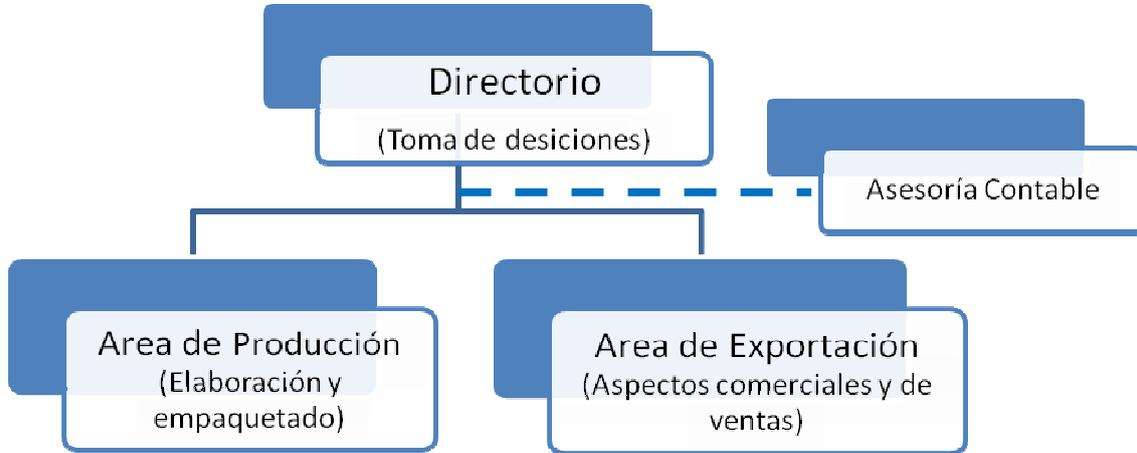 Directorio
(Toma de desiciones)
Asesoría Contable
Area de Producción
(Elaboración y
empaquetado)
Area de Exportación
(Aspectos comerciales y de
ventas)